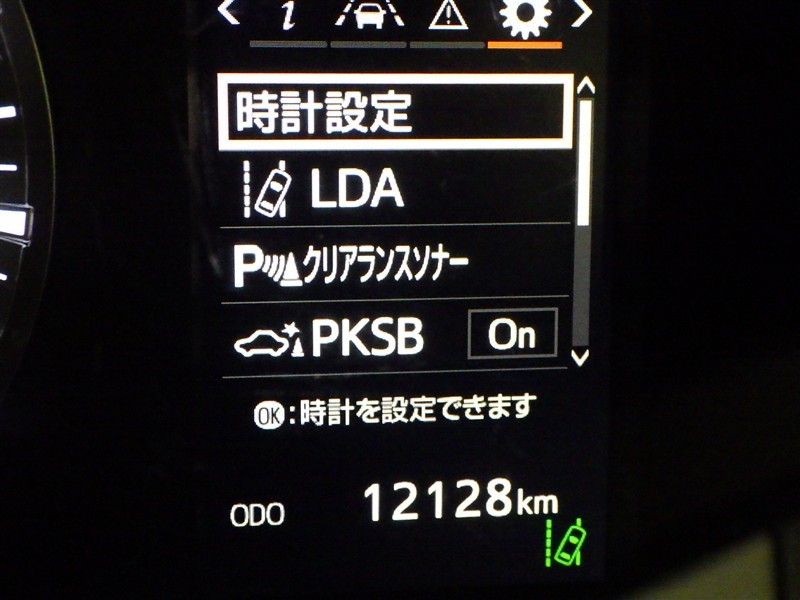 時計設定
LDA
Pクリアランスソナー
PKSB On
OK:時計を設定できます
ODO 12128km